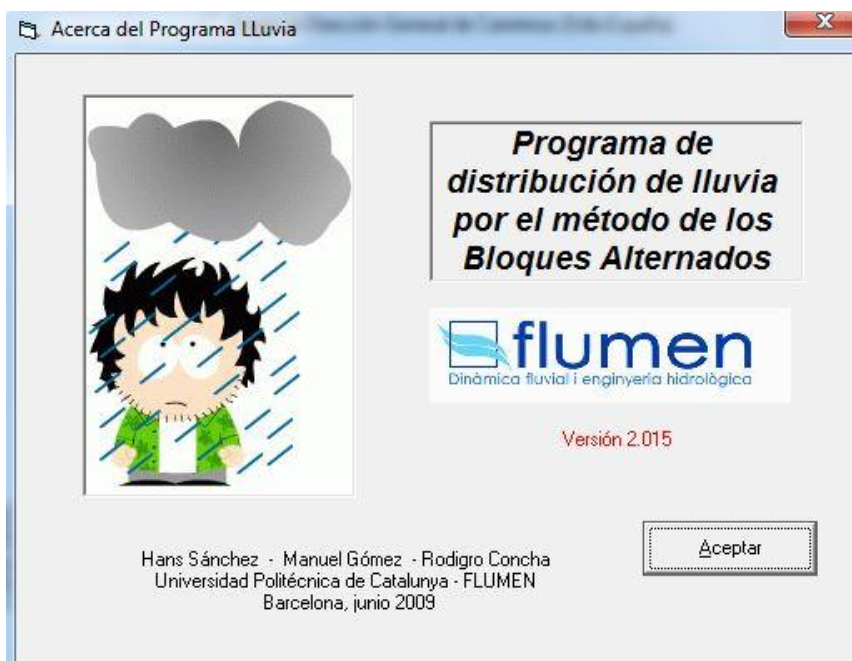 Acerca del Programa LLuvia
Programa de
distribución de lluvia
por el método de los
Bloques Alternados
flumen
Dinàmica fluvial i enginyeria hidrològica
Versión 2.015
Aceptar
Hans Sánchez - Manuel Gómez - Rodigro Concha
Universidad Politécnica de Catalunya - FLUMEN
Barcelona, junio 2009